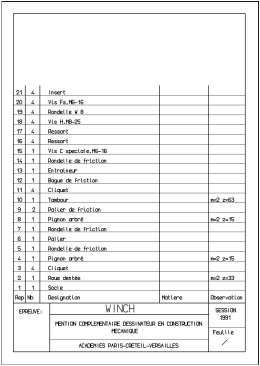 21 4 Insert
20 4 Vis Fs,M6-16
19 4 Rondelle W 8
18 4 Vis H,M8-25
17 4 Ressort
16 4 Ressort
15 1 Vis C speciale,M6-16
14 1 Rondelle de friction
13 1 Entraineur
12 1 Bague de friction
11 4 Cliquet
10 1 Tambour m=2 z=63
9 2 Palier de friction
8 1 Pignon arbré m=2 z=15
7 1 Rondelle de friction
6 1 Palier
5 1 Rondelle de friction
4 1 Pignon arbré m=2 z=15
3 4 Cliquet
2 1 Roue dentée m=2 z=33
1 1 Socle
Rep Nb Designation Matiere Observation
EPREUVE: WINCH SESSION
1991
MENTION COMPLEMENTAIRE DESSINATEUR EN CONSTRUCTION
MECANIQUE
Feuille
/
ACADEMIES PARIS-CRETEIL-VERSAILLES